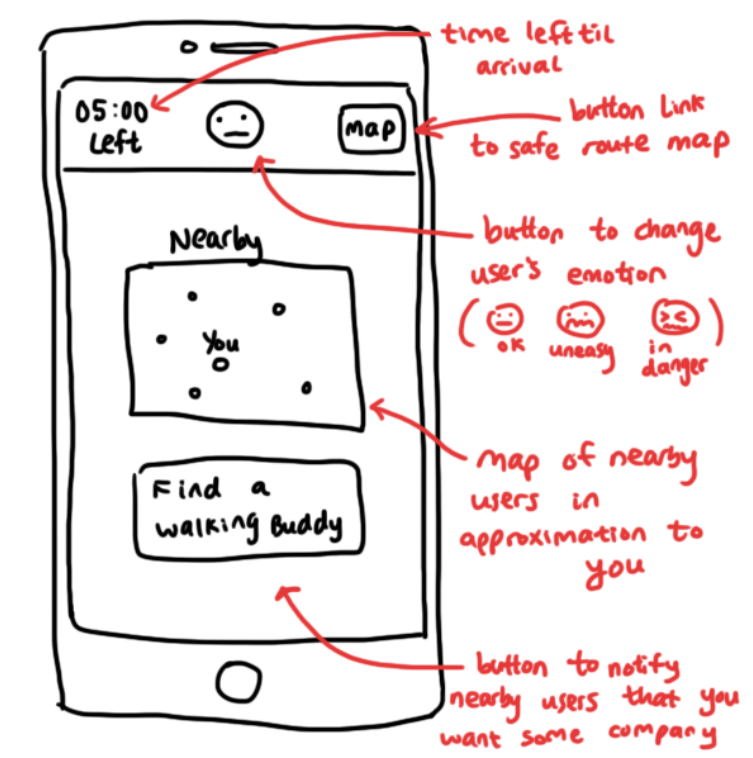 05:00
Left
map
Nearby
You
Find a
walking Buddy
time left til
arrival
button link
to safe route map
button to change
user's emotion
( ok uneasy in
danger )
map of nearby
users in
approximation to
you
button to notify
nearby users that you
want some company